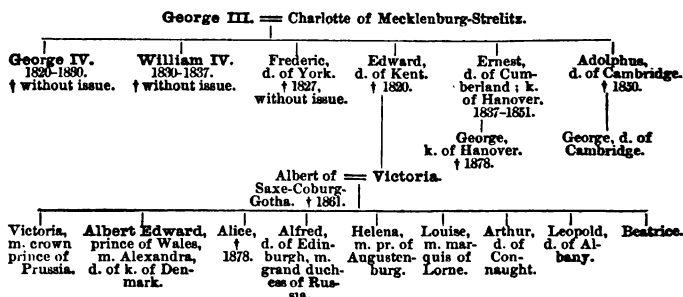 George III. = Charlotte of Mecklenburg-Strelitz.
George IV.
1820-1830.
† without issue.
William IV.
1830-1837.
† without issue.
Frederic,
d. of York.
† 1827,
without issue.
Edward,
d. of Kent.
† 1820.
Ernest,
d. of Cum-
berland; k.
of Hanover.
1837-1851.
Adolphus,
d. of Cambridge.
† 1850.
George,
k. of Hanover.
† 1878.
George, d. of
Cambridge.
Albert of = Victoria.
Saxe-Coburg-
Gotha. † 1861.
Victoria,
m. crown
prince of
Prussia.
Albert Edward,
prince of Wales,
m. Alexandra,
d. of k. of Den-
mark.
Alice,
†
1878.
Alfred,
d. of Edin-
burgh, m.
grand duch-
ess of Rus-
sia.
Helena,
m. pr. of
Augusten-
burg.
Louise,
m. mar-
quis of
Lorne.
Arthur,
d. of
Con-
naught.
Leopold,
d. of Al-
bany.
Beatrice.